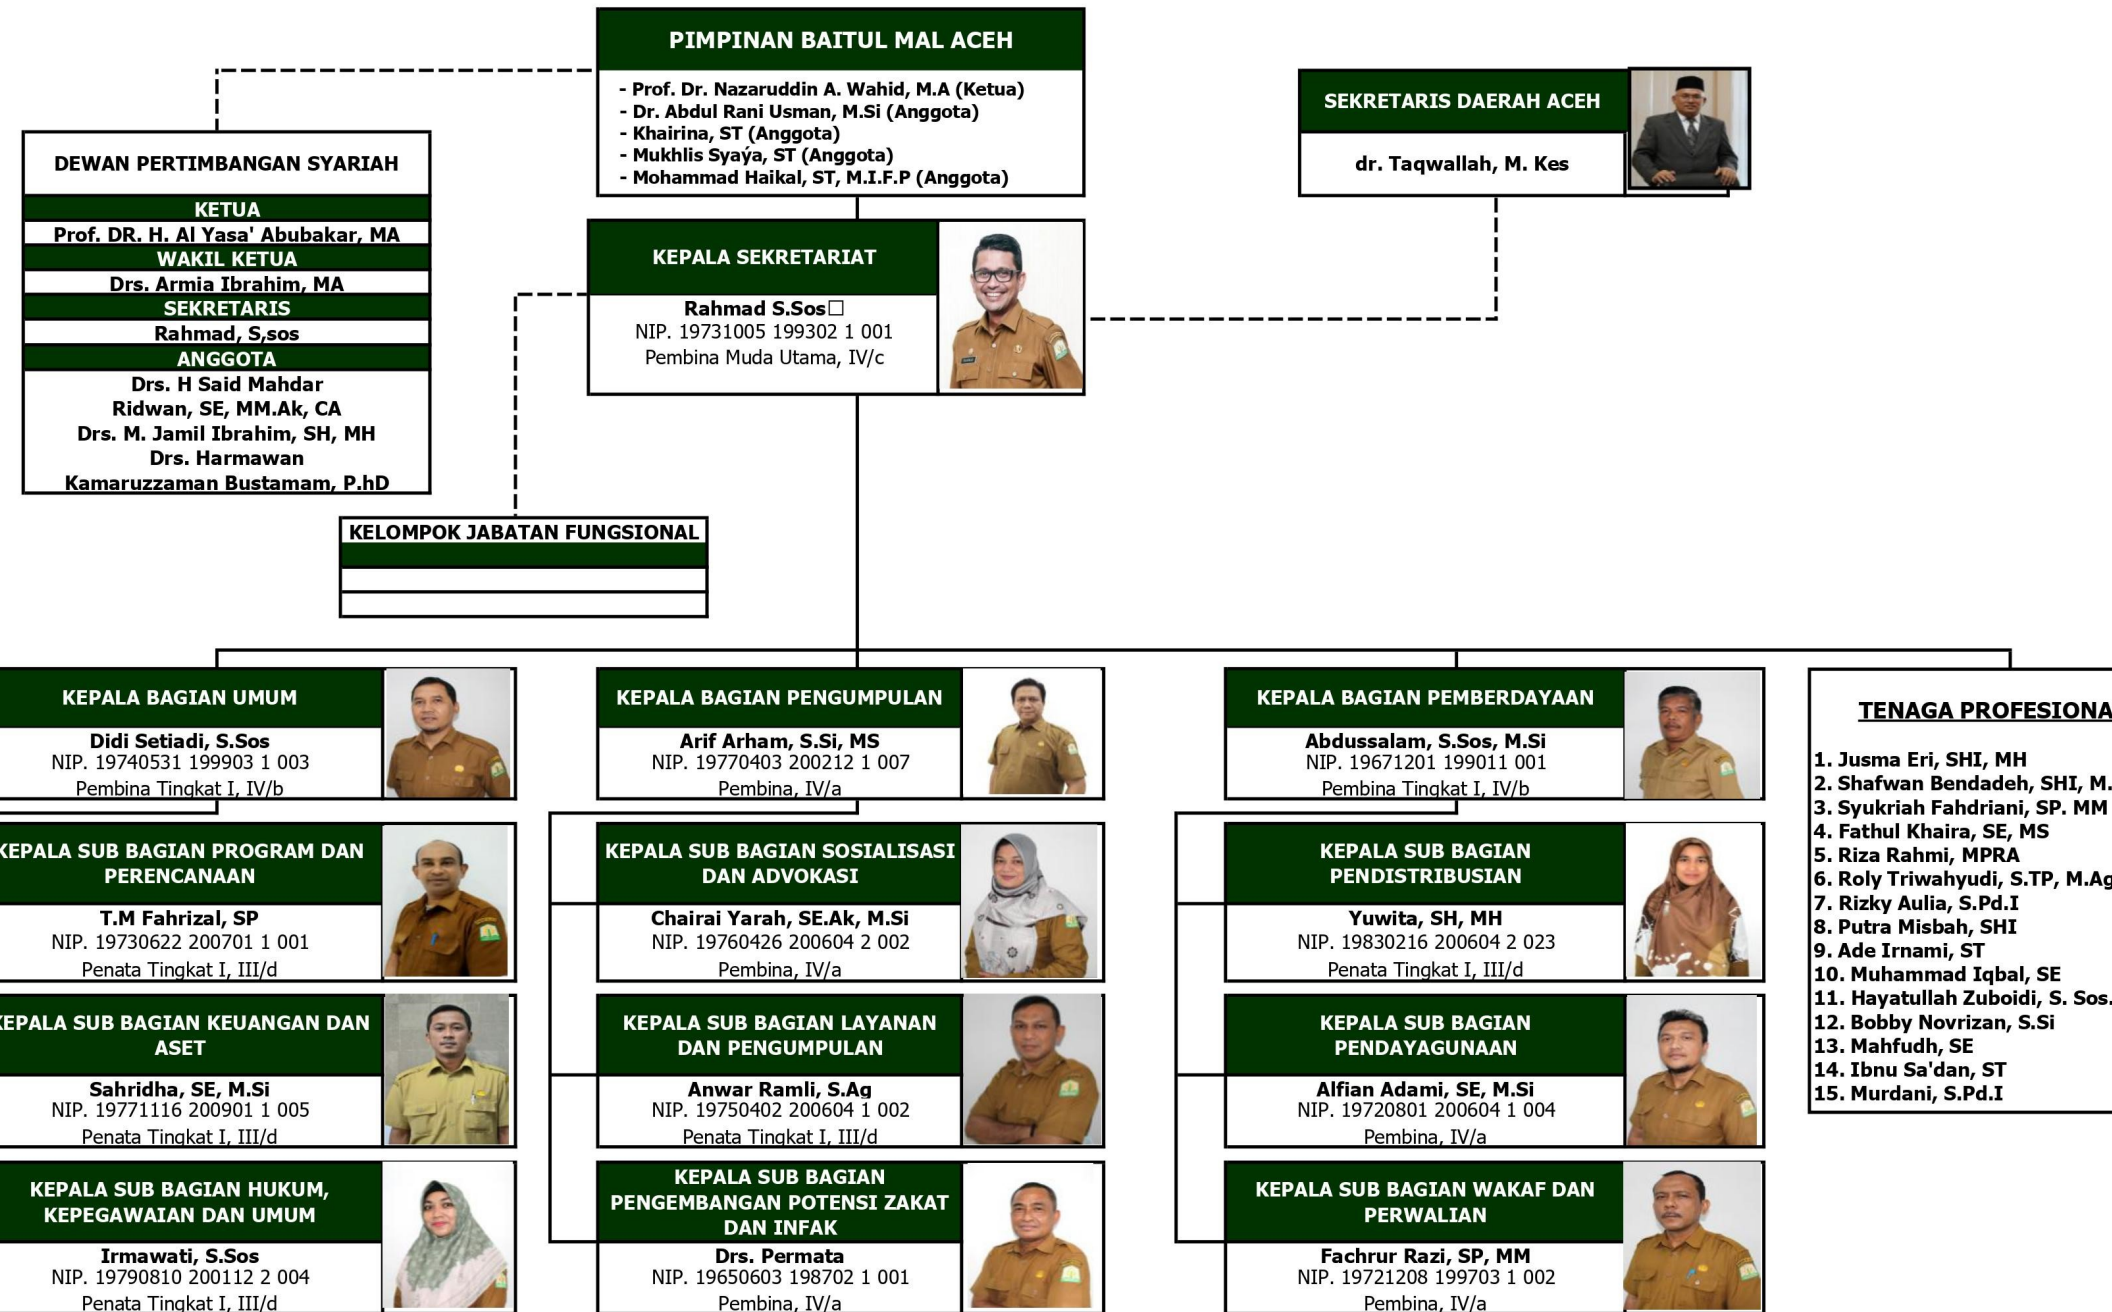 PIMPINAN BAITUL MAL ACEH
- Prof. Dr. Nazaruddin A. Wahid, M.A (Ketua)
- Dr. Abdul Rani Usman, M.Si (Anggota)
- Khairina, ST (Anggota)
- Mukhlis Syaýa, ST (Anggota)
- Mohammad Haikal, ST, M.I.F.P (Anggota)
SEKRETARIS DAERAH ACEH
dr. Taqwallah, M. Kes
DEWAN PERTIMBANGAN SYARIAH
KETUA
Prof. DR. H. Al Yasa' Abubakar, MA
WAKIL KETUA
Drs. Armia Ibrahim, MA
SEKRETARIS
Rahmad, S,sos
ANGGOTA
Drs. H Said Mahdar
Ridwan, SE, MM.Ak, CA
Drs. M. Jamil Ibrahim, SH, MH
Drs. Harmawan
Kamaruzzaman Bustamam, P.hD
KEPALA SEKRETARIAT
Rahmad S.Sos□
NIP. 19731005 199302 1 001
Pembina Muda Utama, IV/c
KELOMPOK JABATAN FUNGSIONAL
KEPALA BAGIAN UMUM
Didi Setiadi, S.Sos
NIP. 19740531 199903 1 003
Pembina Tingkat I, IV/b
KEPALA SUB BAGIAN PROGRAM DAN
PERENCANAAN
T.M Fahrizal, SP
NIP. 19730622 200701 1 001
Penata Tingkat I, III/d
KEPALA SUB BAGIAN KEUANGAN DAN
ASET
Sahridha, SE, M.Si
NIP. 19771116 200901 1 005
Penata Tingkat I, III/d
KEPALA SUB BAGIAN HUKUM,
KEPEGAWAIAN DAN UMUM
Irmawati, S.Sos
NIP. 19790810 200112 2 004
Penata Tingkat I, III/d
KEPALA BAGIAN PENGUMPULAN
Arif Arham, S.Si, MS
NIP. 19770403 200212 1 007
Pembina, IV/a
KEPALA SUB BAGIAN SOSIALISASI
DAN ADVOKASI
Chairai Yarah, SE.Ak, M.Si
NIP. 19760426 200604 2 002
Pembina, IV/a
KEPALA SUB BAGIAN LAYANAN
DAN PENGUMPULAN
Anwar Ramli, S.Ag
NIP. 19750402 200604 1 002
Penata Tingkat I, III/d
KEPALA SUB BAGIAN
PENGEMBANGAN POTENSI ZAKAT
DAN INFAK
Drs. Permata
NIP. 19650603 198702 1 001
Pembina, IV/a
KEPALA BAGIAN PEMBERDAYAAN
Abdussalam, S.Sos, M.Si
NIP. 19671201 199011 001
Pembina Tingkat I, IV/b
KEPALA SUB BAGIAN
PENDISTRIBUSIAN
Yuwita, SH, MH
NIP. 19830216 200604 2 023
Penata Tingkat I, III/d
KEPALA SUB BAGIAN
PENDAYAGUNAAN
Alfian Adami, SE, M.Si
NIP. 19720801 200604 1 004
Pembina, IV/a
KEPALA SUB BAGIAN WAKAF DAN
PERWALIAN
Fachrur Razi, SP, MM
NIP. 19721208 199703 1 002
Pembina, IV/a
TENAGA PROFESIONA
1. Jusma Eri, SHI, MH
2. Shafwan Bendadeh, SHI, M.
3. Syukriah Fahdriani, SP. MM
4. Fathul Khaira, SE, MS
5. Riza Rahmi, MPRA
6. Roly Triwahyudi, S.TP, M.Ag
7. Rizky Aulia, S.Pd.I
8. Putra Misbah, SHI
9. Ade Irnami, ST
10. Muhammad Iqbal, SE
11. Hayatullah Zuboidi, S. Sos.
12. Bobby Novrizan, S.Si
13. Mahfudh, SE
14. Ibnu Sa'dan, ST
15. Murdani, S.Pd.I